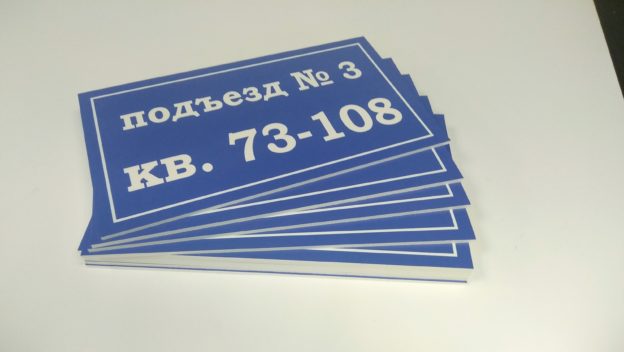 подъезд № 3
кв. 73-108